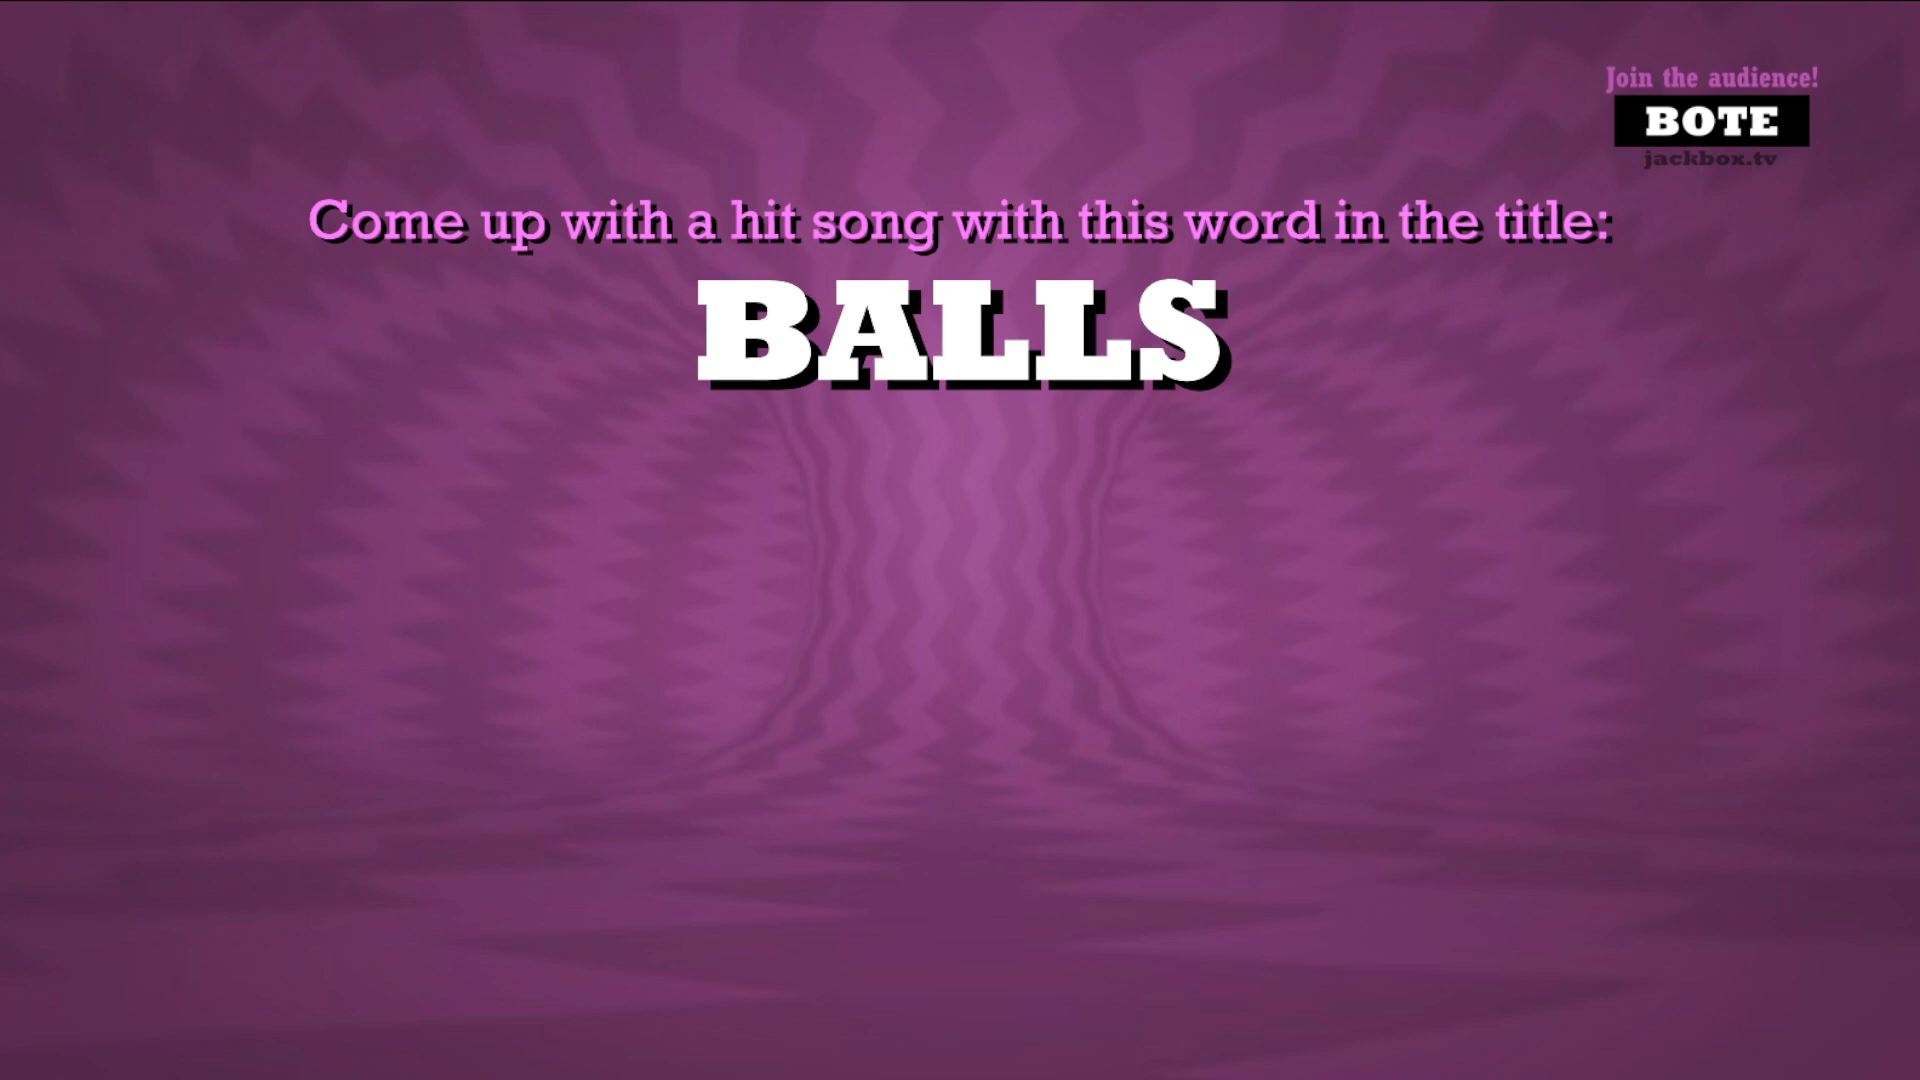 Join the audience!
BOTE
jackbox.tv
Come up with a hit song with this word in the title:
BALLS